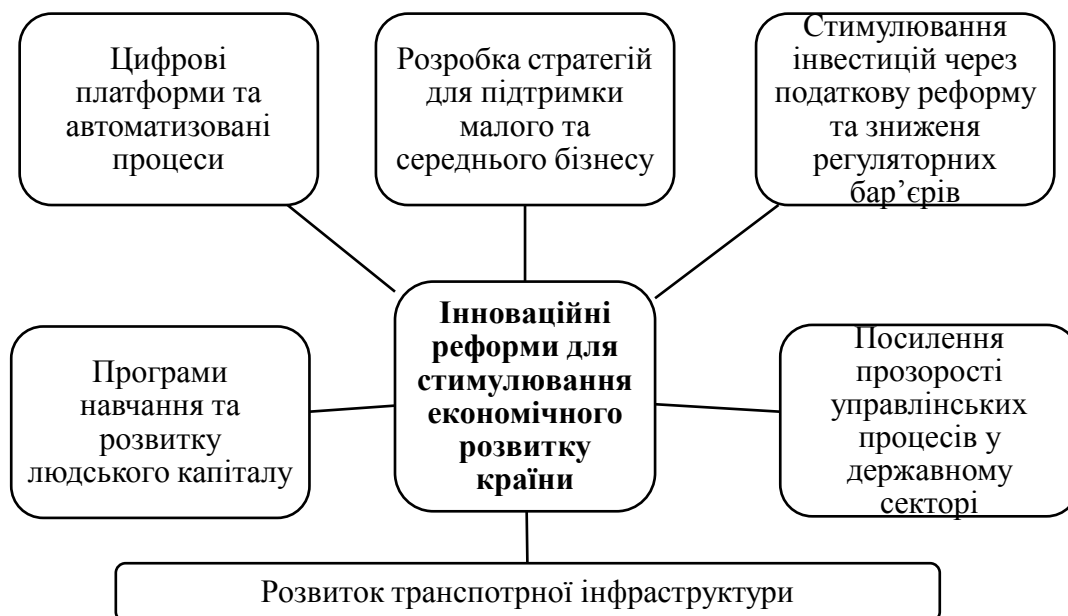 Цифрові
платформи та
автоматизовані
процеси
Розробка стратегій
для підтримки
малого та
середнього бізнесу
Стимулювання
інвестицій через
податкову реформу
та зниженя
регуляторних
бар’єрів
Інноваційні
реформи для
стимулювання
економічного
розвитку
країни
Програми
навчання та
розвитку
людського капіталу
Посилення
прозорості
управлінських
процесів у
державному
секторі
Розвиток транспотрної інфраструктури